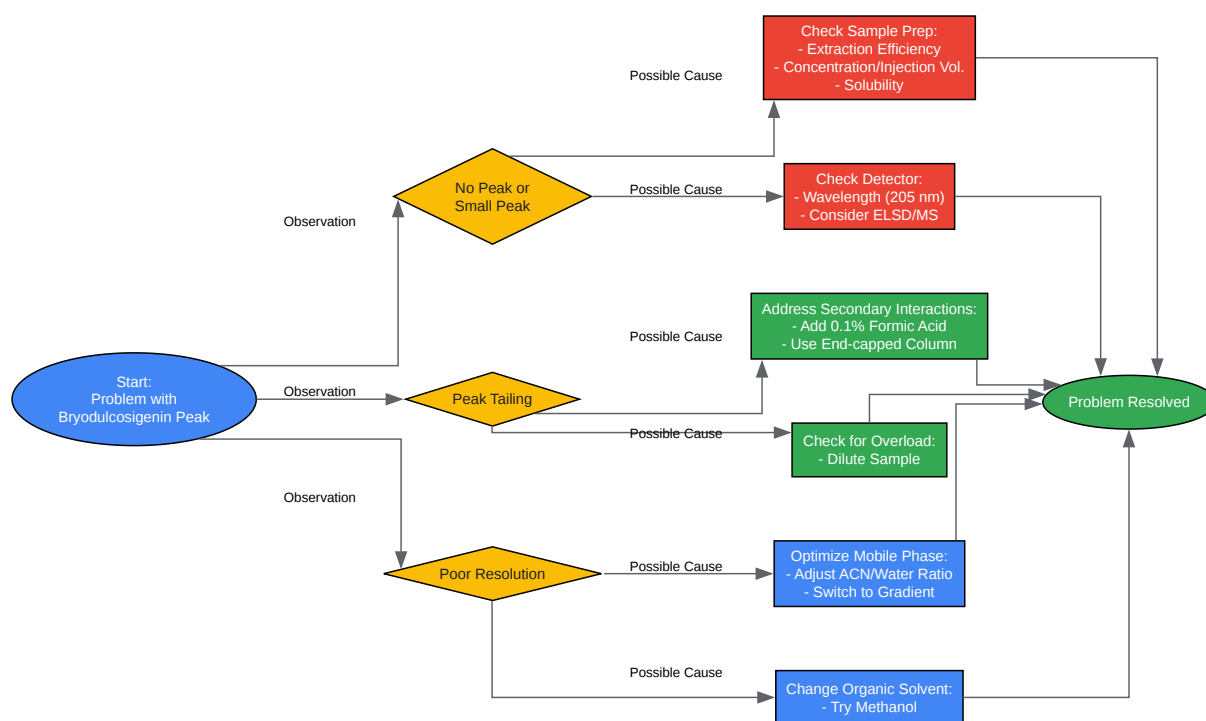 Check Sample Prep:
- Extraction Efficiency
- Concentration/Injection Vol.
- Solubility
Possible Cause
No Peak or
Small Peak
Possible Cause
Check Detector:
- Wavelength (205 nm)
- Consider ELSD/MS
Observation
Address Secondary Interactions:
- Add 0.1% Formic Acid
- Use End-capped Column
Possible Cause
Start:
Problem with
Bryodulcosigenin Peak
Observation
Peak Tailing
Possible Cause
Check for Overload:
- Dilute Sample
Problem Resolved
Observation
Poor Resolution
Possible Cause
Optimize Mobile Phase:
- Adjust ACN/Water Ratio
- Switch to Gradient
Possible Cause
Change Organic Solvent:
- Try Methanol